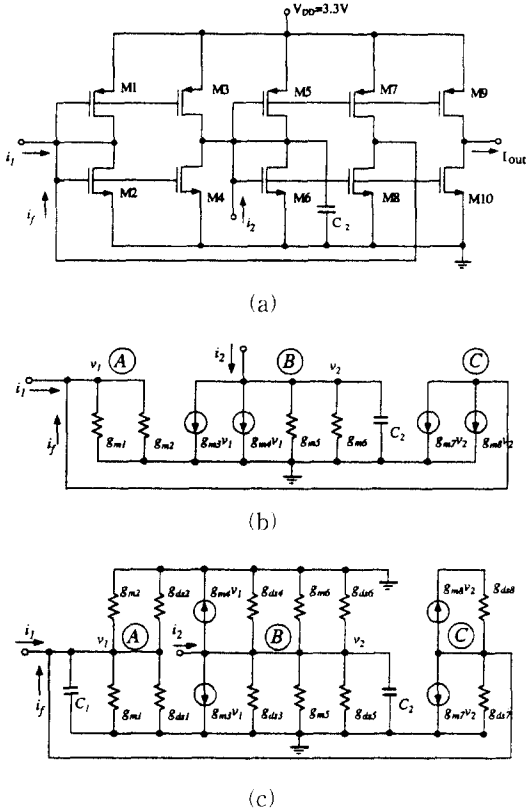 V_DD=3.3V
M1 M3 M5 M7 M9
i_1 I_out
M2 M4 M6 M8 M10
i_f i_2 C_2
(a)
i_2
v_1 A B v_2 C
i_1
i_f g_m1 g_m2 g_m3v_1 g_m4v_1 g_m5 g_m6 C_2 g_m7v_2 g_m8v_2
(b)
g_m2 g_ds2 g_m4v_1 g_ds4 g_m6 g_ds6 g_m8v_2 g_ds8
i_1 v_1 A i_2 B v_2 C
i_f C_1 g_m1 g_ds1 g_m3v_1 g_ds3 g_m5 g_ds5 C_2 g_m7v_2 g_ds7
(c)